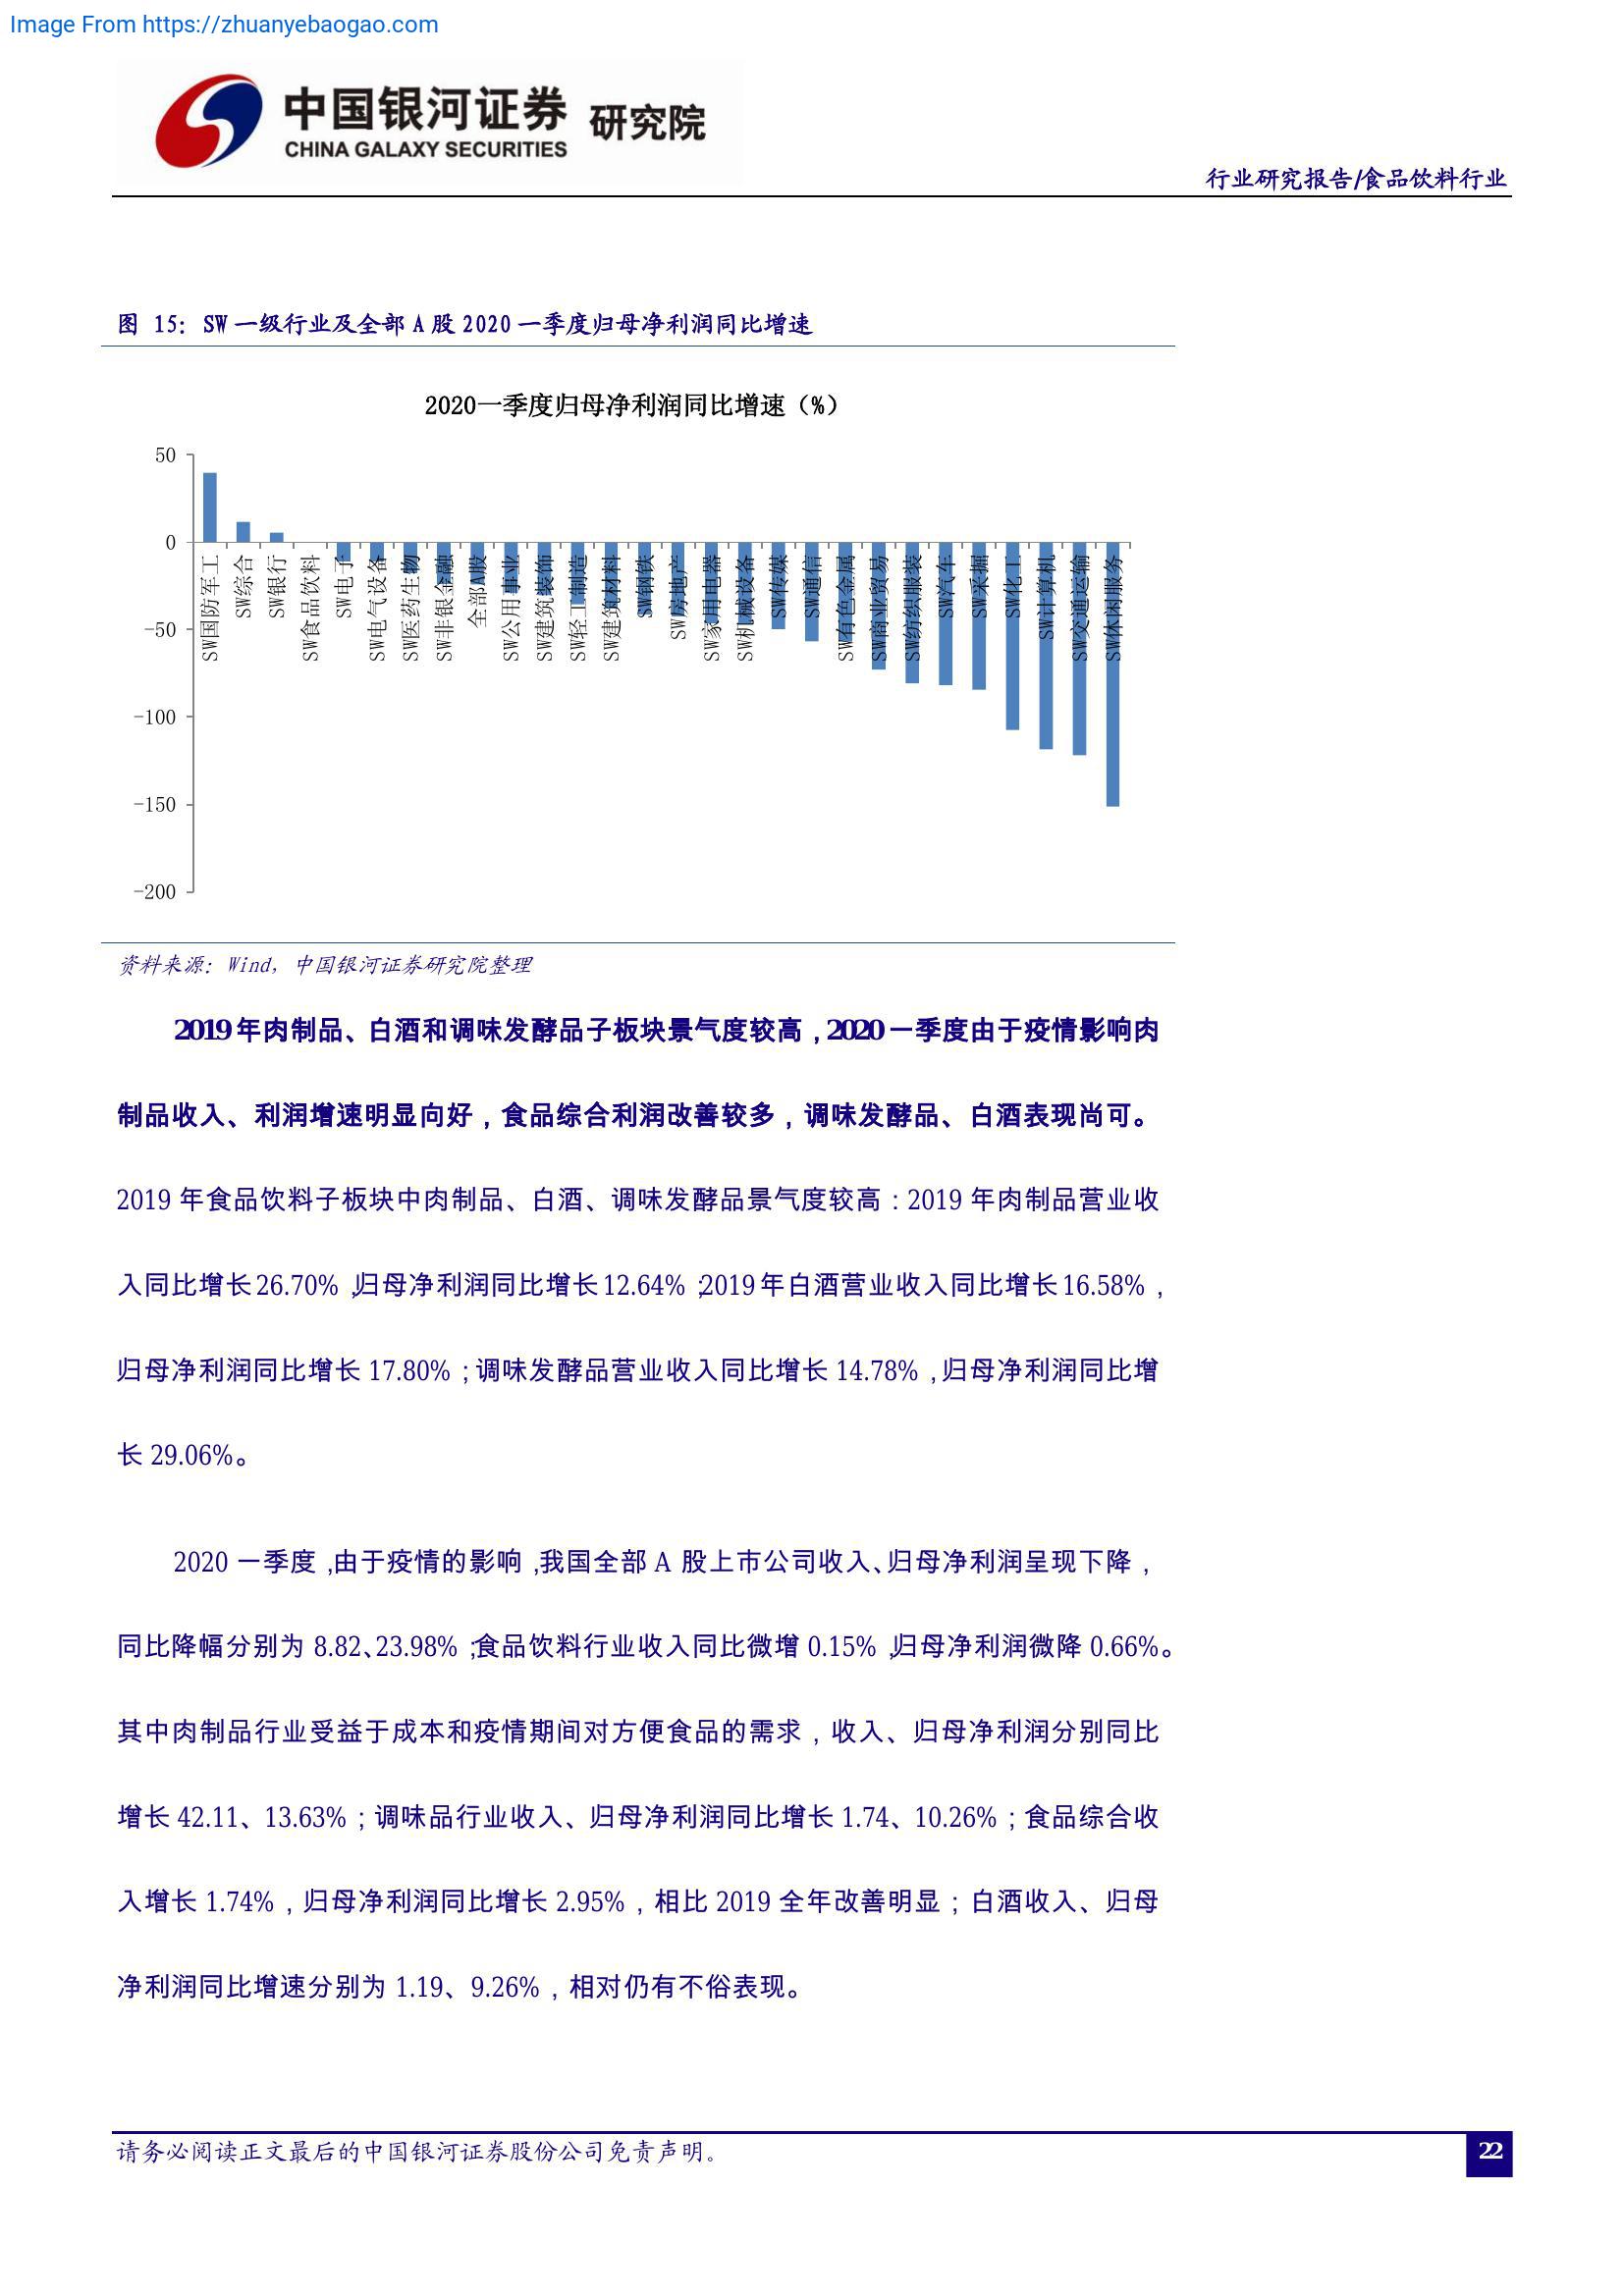 Image From https://zhuanyebaogao.com
中国银河证券 研究院
CHINA GALAXY SECURITIES
行业研究报告/食品饮料行业
图 15：SW 一级行业及全部 A 股 2020 一季度归母净利润同比增速
2020一季度归母净利润同比增速（%）
50
0
-50
-100
-150
-200
SW国防军工
SW综合
SW银行
SW食品饮料
SW电子
SW电气设备
SW医药生物
SW非银金融
全部A股
SW公用事业
SW建筑装饰
SW轻工制造
SW建筑材料
SW钢铁
SW房地产
SW家用电器
SW机械设备
SW传媒
SW通信
SW有色金属
SW商业贸易
SW纺织服装
SW汽车
SW采掘
SW化工
SW计算机
SW交通运输
SW休闲服务
资料来源：Wind，中国银河证券研究院整理
2019 年肉制品、白酒和调味发酵品子板块景气度较高，2020 一季度由于疫情影响肉
制品收入、利润增速明显向好，食品综合利润改善较多，调味发酵品、白酒表现尚可。
2019 年食品饮料子板块中肉制品、白酒、调味发酵品景气度较高：2019 年肉制品营业收
入同比增长 26.70%，归母净利润同比增长 12.64%；2019 年白酒营业收入同比增长 16.58%，
归母净利润同比增长 17.80%；调味发酵品营业收入同比增长 14.78%，归母净利润同比增
长 29.06%。
2020 一季度，由于疫情的影响，我国全部 A 股上市公司收入、归母净利润呈现下降，
同比降幅分别为 8.82、23.98%；食品饮料行业收入同比微增 0.15%，归母净利润微降 0.66%。
其中肉制品行业受益于成本和疫情期间对方便食品的需求，收入、归母净利润分别同比
增长 42.11、13.63%；调味品行业收入、归母净利润同比增长 1.74、10.26%；食品综合收
入增长 1.74%，归母净利润同比增长 2.95%，相比 2019 全年改善明显；白酒收入、归母
净利润同比增速分别为 1.19、9.26%，相对仍有不俗表现。
请务必阅读正文最后的中国银河证券股份公司免责声明。
22